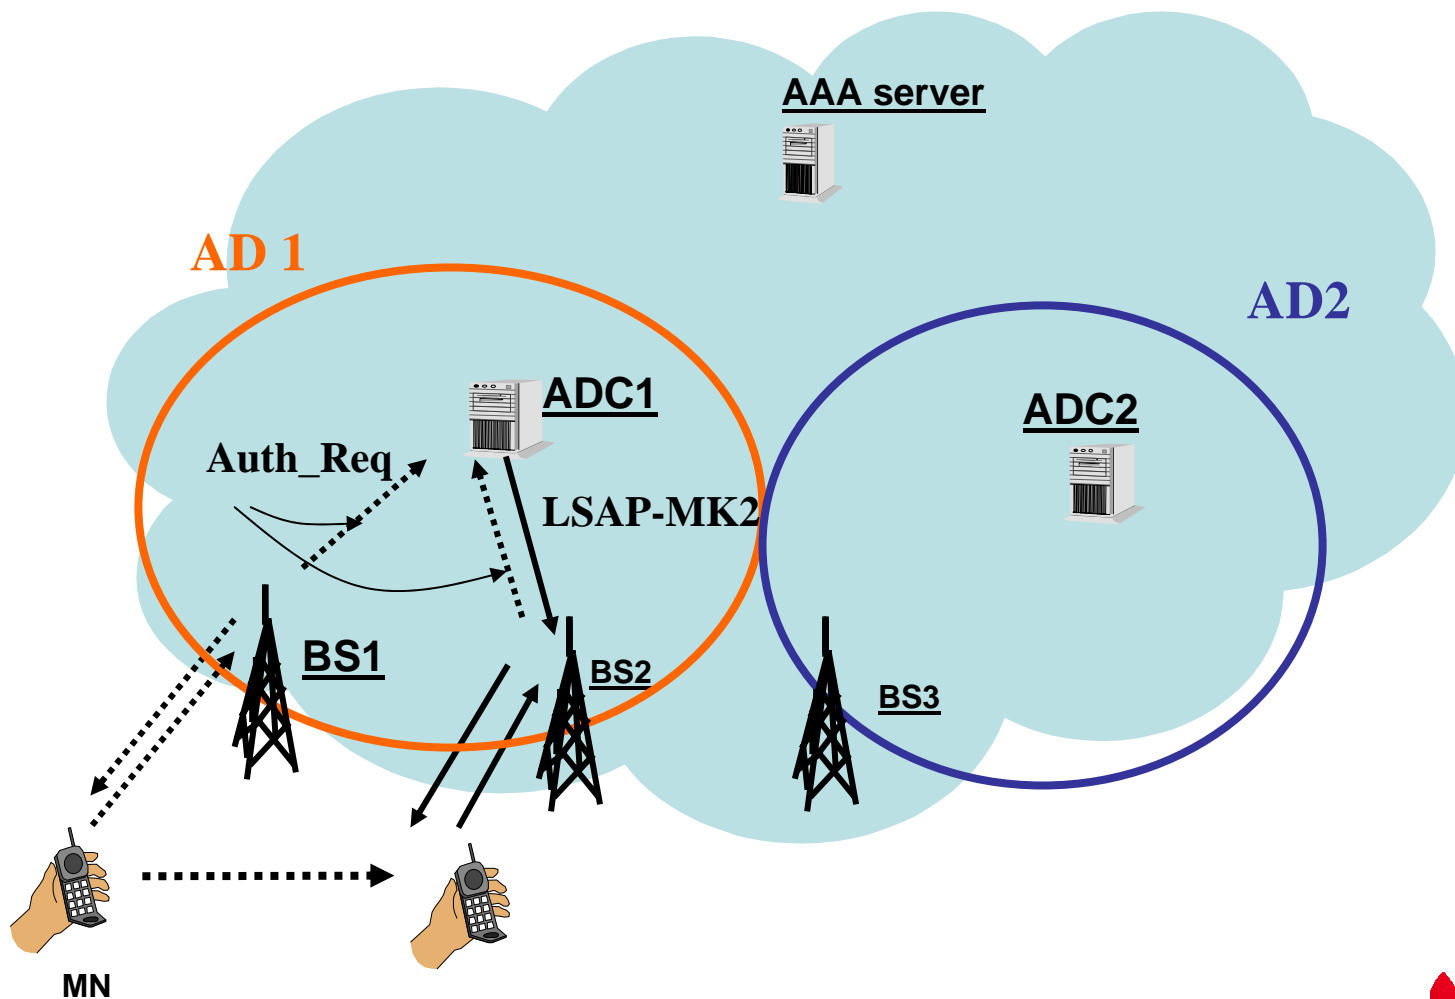 AAA server
AD 1
AD2
ADC1
ADC2
Auth_Req
LSAP-MK2
BS1
BS2
BS3
MN